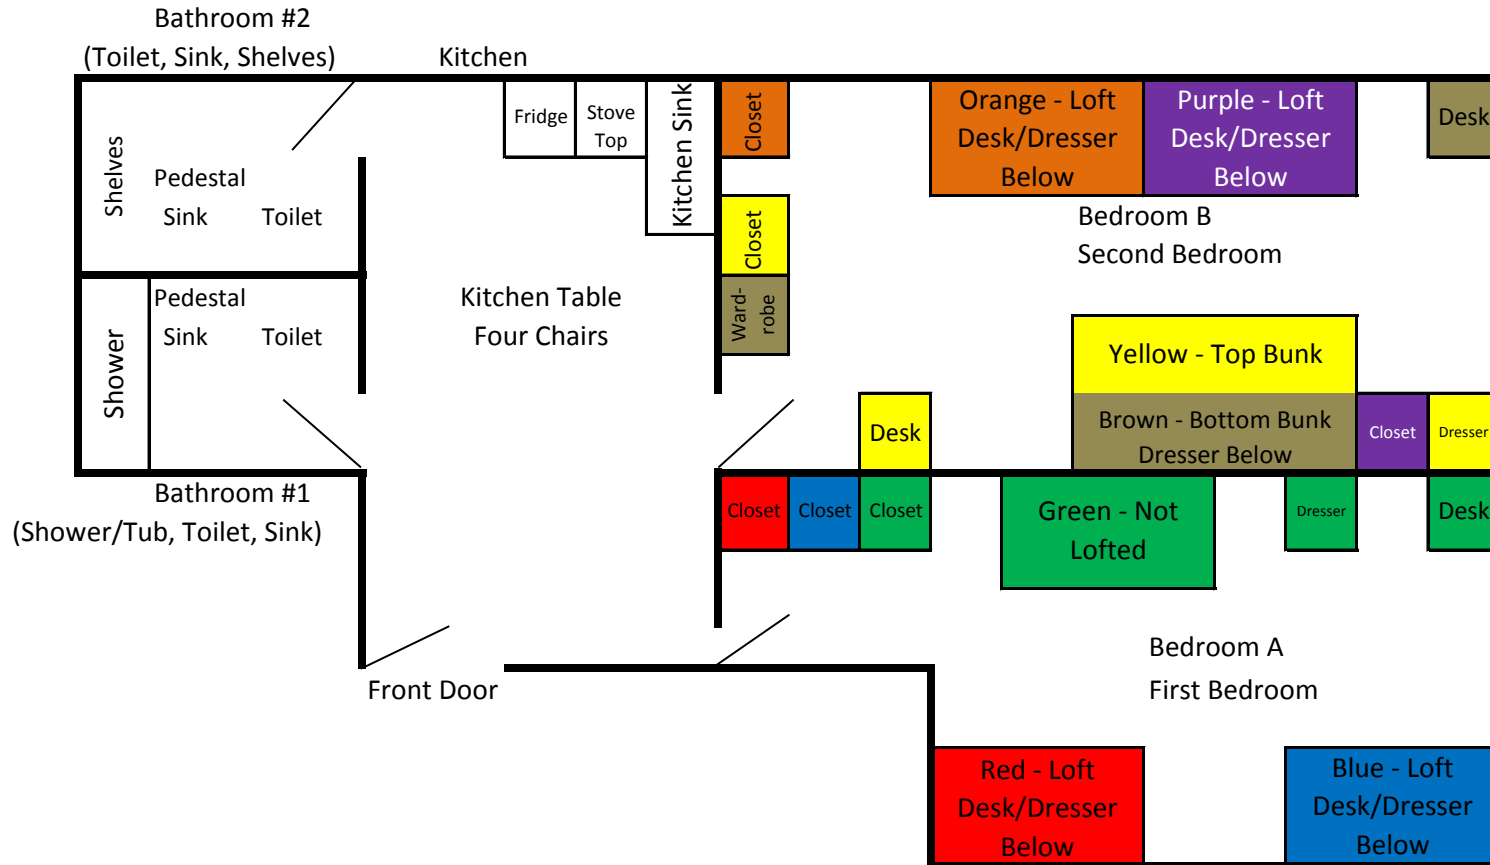 Bathroom #2
(Toilet, Sink, Shelves)
Kitchen
Shelves
Pedestal
Sink
Toilet
Fridge
Stove
Top
Kitchen Sink
Closet
Orange - Loft
Desk/Dresser
Below
Purple - Loft
Desk/Dresser
Below
Desk
Closet
Bedroom B
Second Bedroom
Ward-
robe
Shower
Pedestal
Sink
Toilet
Kitchen Table
Four Chairs
Yellow - Top Bunk
Desk
Brown - Bottom Bunk
Dresser Below
Closet
Dresser
Bathroom #1
(Shower/Tub, Toilet, Sink)
Closet
Closet
Closet
Green - Not
Lofted
Dresser
Desk
Front Door
Bedroom A
First Bedroom
Red - Loft
Desk/Dresser
Below
Blue - Loft
Desk/Dresser
Below